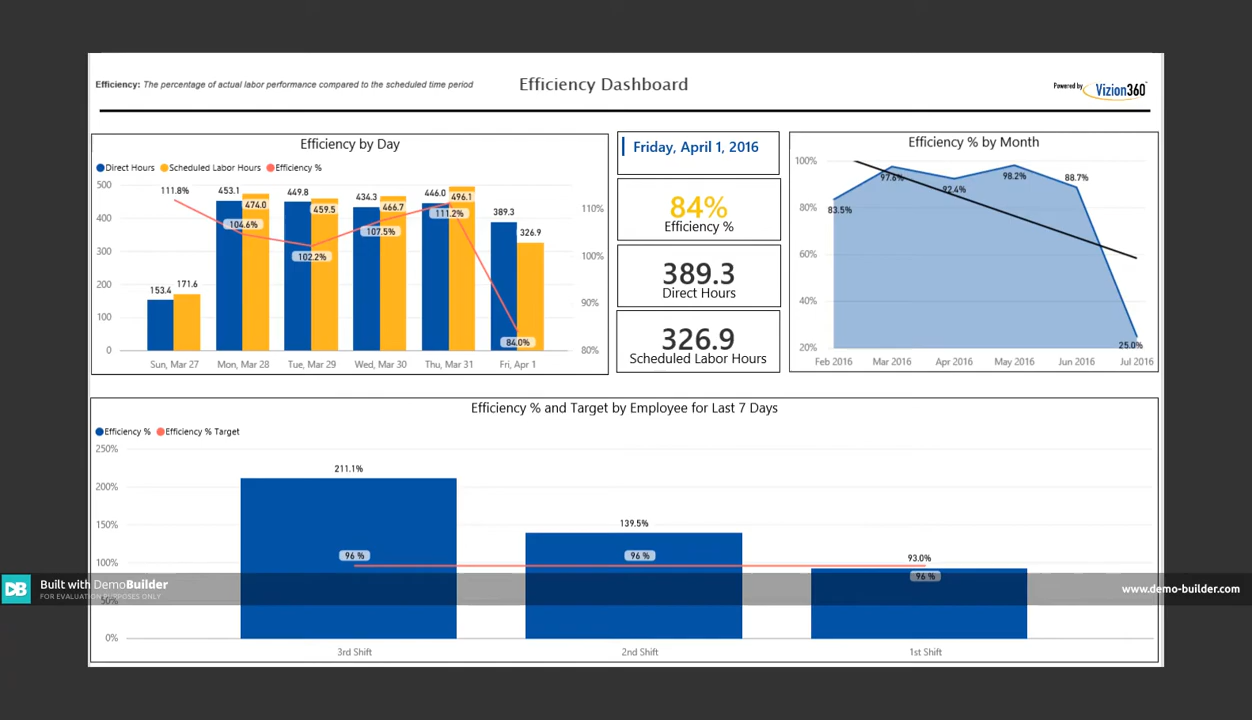 Efficiency: The percentage of actual labor performance compared to the scheduled time period
Efficiency Dashboard
Powered by Vizion360
Efficiency by Day
Direct Hours Scheduled Labor Hours Efficiency %
500
400
300
200
100
0
110%
100%
90%
80%
111.8%
453.1
474.0
449.8
459.5
434.3
466.7
446.0
496.1
389.3
326.9
104.6%
102.2%
107.5%
111.2%
153.4
171.6
84.0%
Sun, Mar 27 Mon, Mar 28 Tue, Mar 29 Wed, Mar 30 Thu, Mar 31 Fri, Apr 1
Friday, April 1, 2016
84%
Efficiency %
389.3
Direct Hours
326.9
Scheduled Labor Hours
Efficiency % by Month
100%
80%
60%
40%
20%
83.5%
97.6%
92.4%
98.2%
88.7%
25.0%
Feb 2016 Mar 2016 Apr 2016 May 2016 Jun 2016 Jul 2016
Efficiency % and Target by Employee for Last 7 Days
Efficiency % Efficiency % Target
250%
200%
150%
100%
50%
0%
211.1%
139.5%
93.0%
96 %
96 %
96 %
3rd Shift 2nd Shift 1st Shift
DB
Built with DemoBuilder
FOR EVALUATION PURPOSES ONLY
www.demo-builder.com